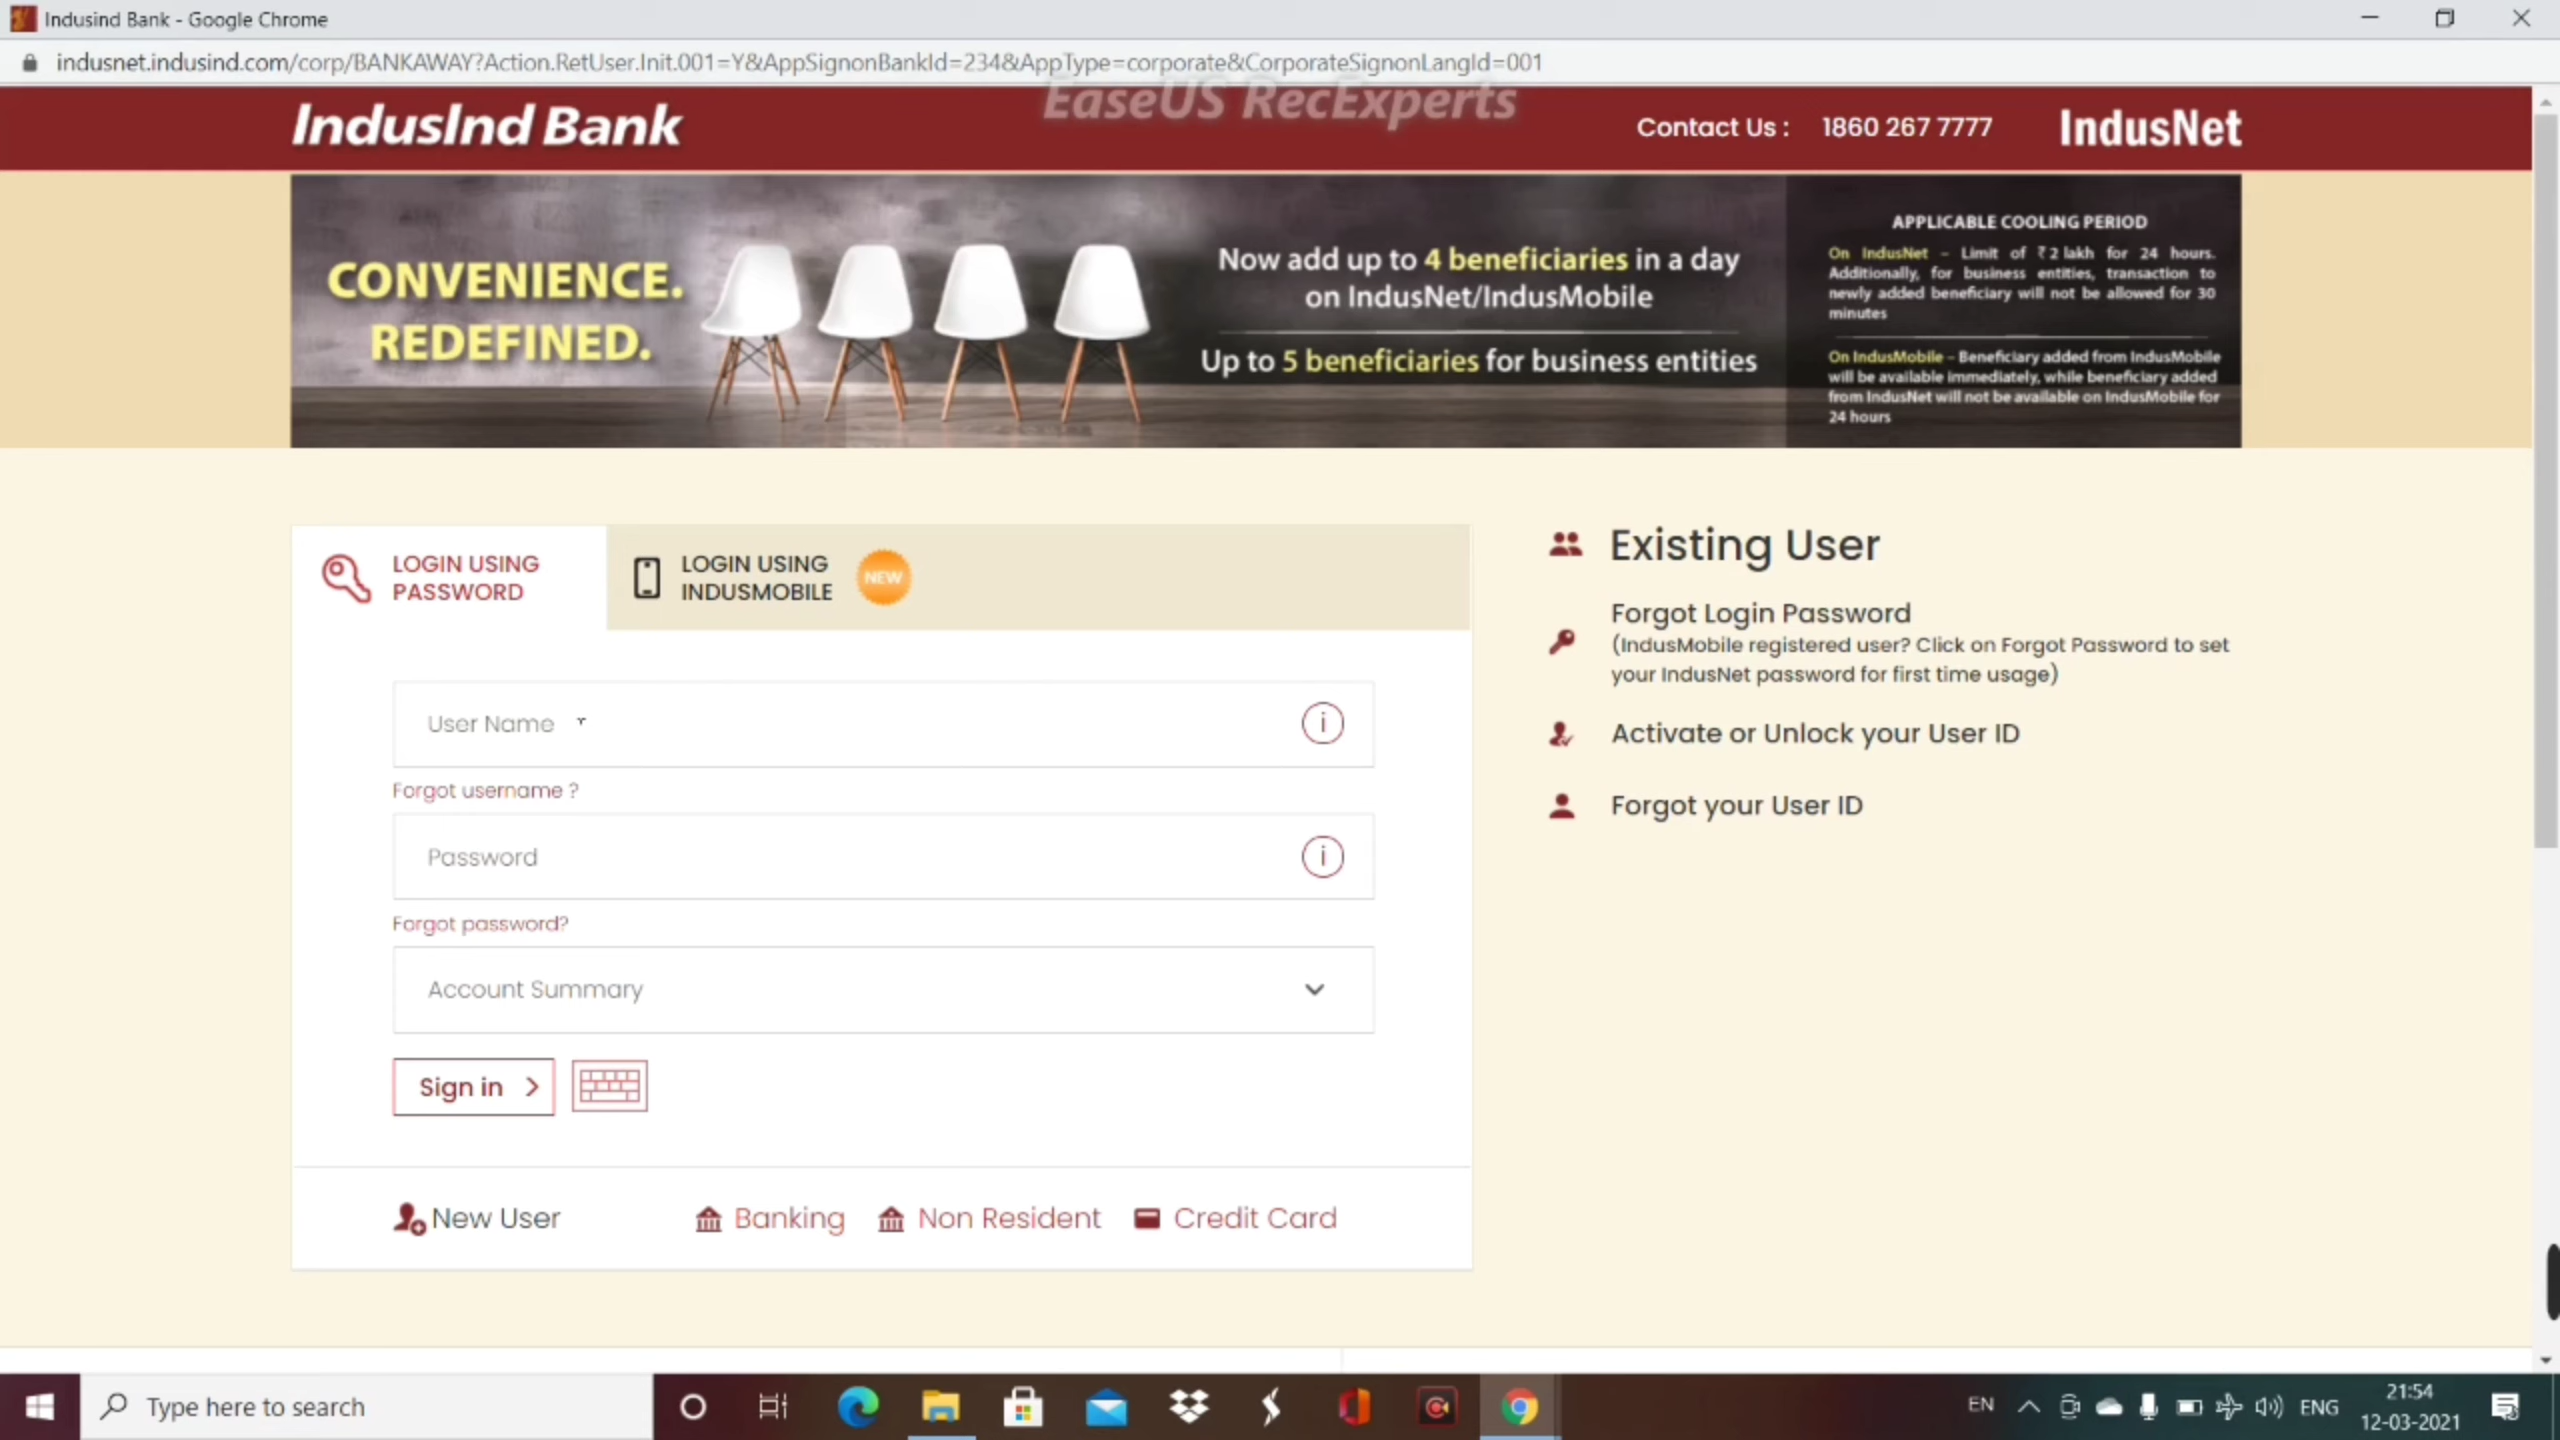 Indusind Bank - Google Chrome
indusnet.indusind.com/corp/BANKAWAY?Action.RetUser.Init.001=Y&AppSignonBankId=234&AppType=corporate&CorporateSignonLangId=001
EaseUS RecExperts
IndusInd Bank
Contact Us : 1860 267 7777
IndusNet
CONVENIENCE.
REDEFINED.
Now add up to 4 beneficiaries in a day
on IndusNet/IndusMobile
Up to 5 beneficiaries for business entities
APPLICABLE COOLING PERIOD
On IndusNet – Limit of ₹ 2 lakh for 24 hours.
Additionally, for business entities, transaction to
newly added beneficiary will not be allowed for 30
minutes
On IndusMobile – Beneficiary added from IndusMobile
will be available immediately, while beneficiary added
from IndusNet will not be available on IndusMobile for
24 hours
LOGIN USING
PASSWORD
LOGIN USING
INDUSMOBILE
NEW
User Name
Forgot username ?
Password
Forgot password?
Account Summary
Sign in
New User
Banking
Non Resident
Credit Card
Existing User
Forgot Login Password
(IndusMobile registered user? Click on Forgot Password to set
your IndusNet password for first time usage)
Activate or Unlock your User ID
Forgot your User ID
Type here to search
EN
ENG
21:54
12-03-2021